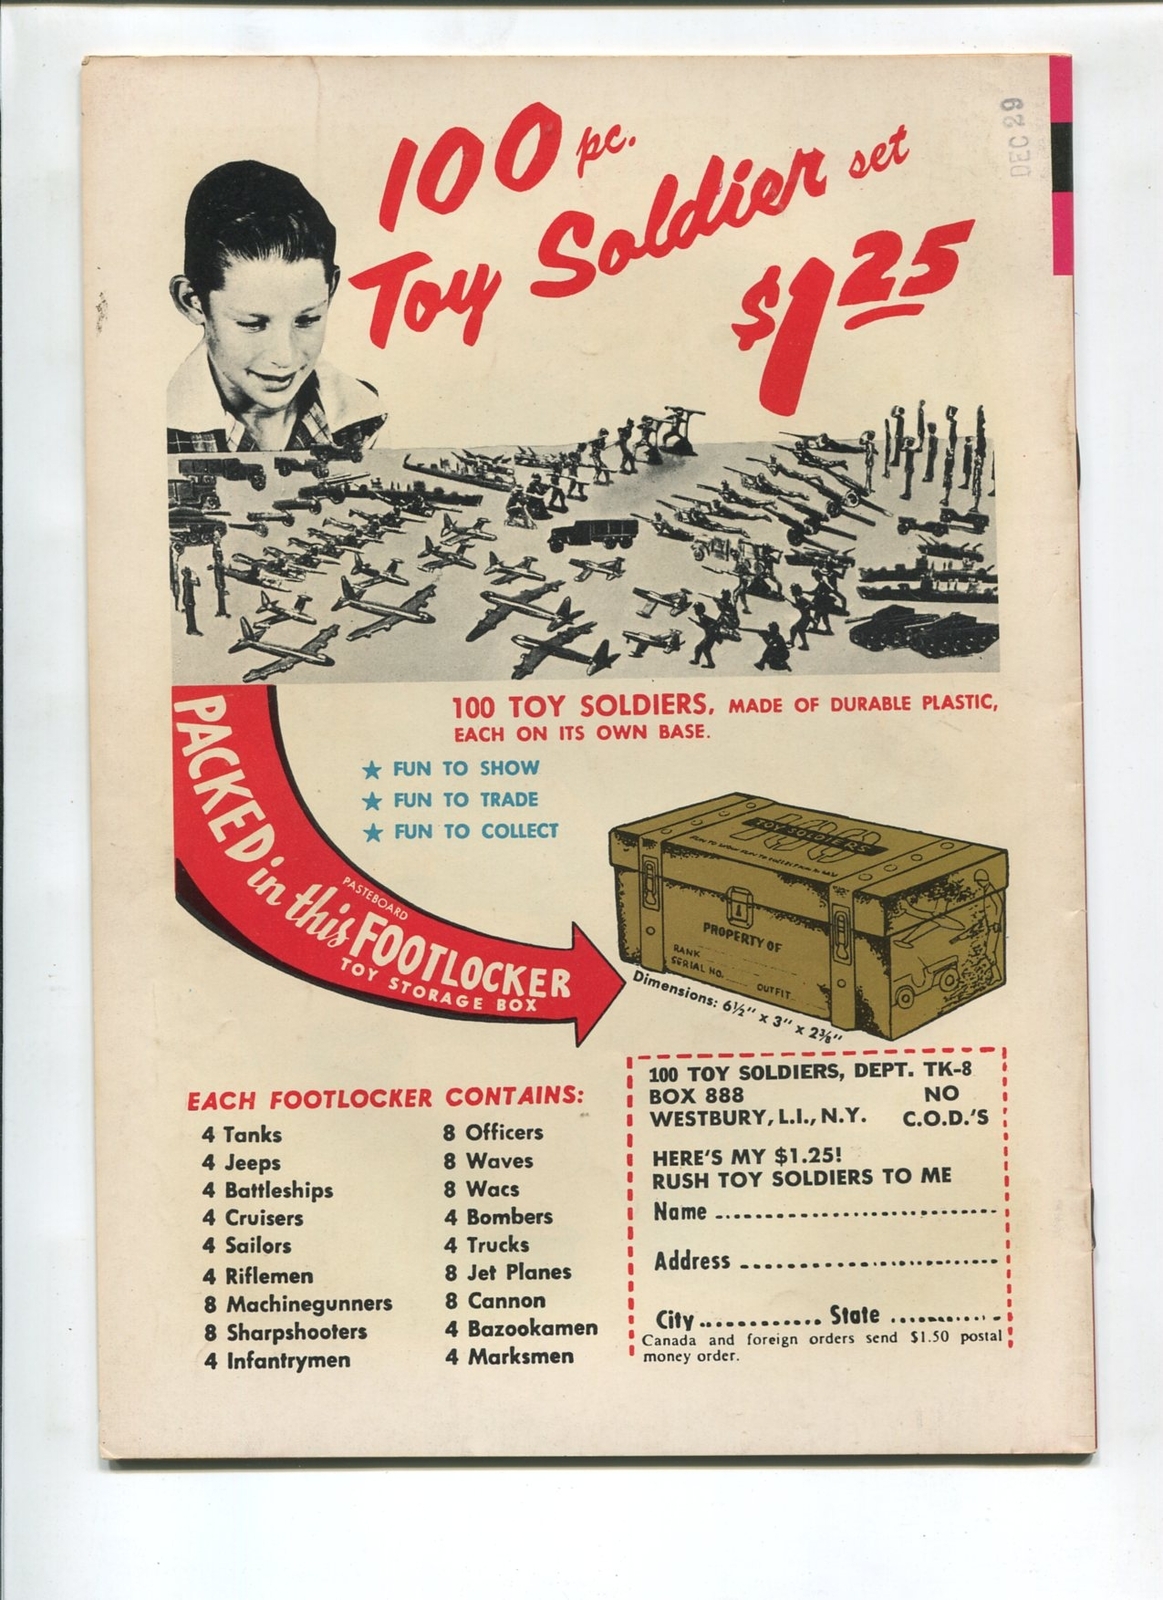 100 pc.
Toy Soldier set
$1 25
DEC 29
100 TOY SOLDIERS, MADE OF DURABLE PLASTIC,
EACH ON ITS OWN BASE.
★ FUN TO SHOW
★ FUN TO TRADE
★ FUN TO COLLECT
PACKED in this PASTEBOARD FOOTLOCKER
TOY STORAGE BOX
100
TOY SOLDIERS
PROPERTY OF
RANK
SERIAL NO.
OUTFIT
Dimensions: 6½" x 3" x 2⅜"
EACH FOOTLOCKER CONTAINS:
4 Tanks
4 Jeeps
4 Battleships
4 Cruisers
4 Sailors
4 Riflemen
8 Machinegunners
8 Sharpshooters
4 Infantrymen
8 Officers
8 Waves
8 Wacs
4 Bombers
4 Trucks
8 Jet Planes
8 Cannon
4 Bazookamen
4 Marksmen
100 TOY SOLDIERS, DEPT. TK-8
BOX 888 NO
WESTBURY, L.I., N.Y. C.O.D.'S
HERE'S MY $1.25!
RUSH TOY SOLDIERS TO ME
Name
Address
City State
Canada and foreign orders send $1.50 postal
money order.